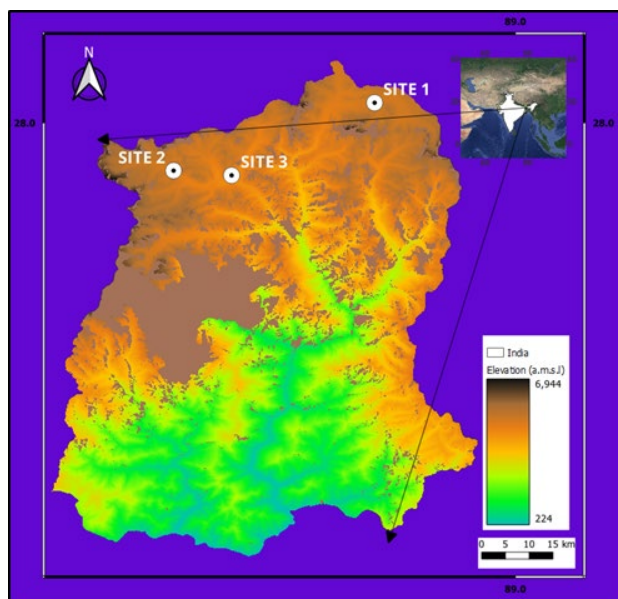 89.0
N
SITE 1
28.0
28.0
SITE 2
SITE 3
India
Elevation (a.m.s.l)
6,944
224
0 5 10 15 km
89.0